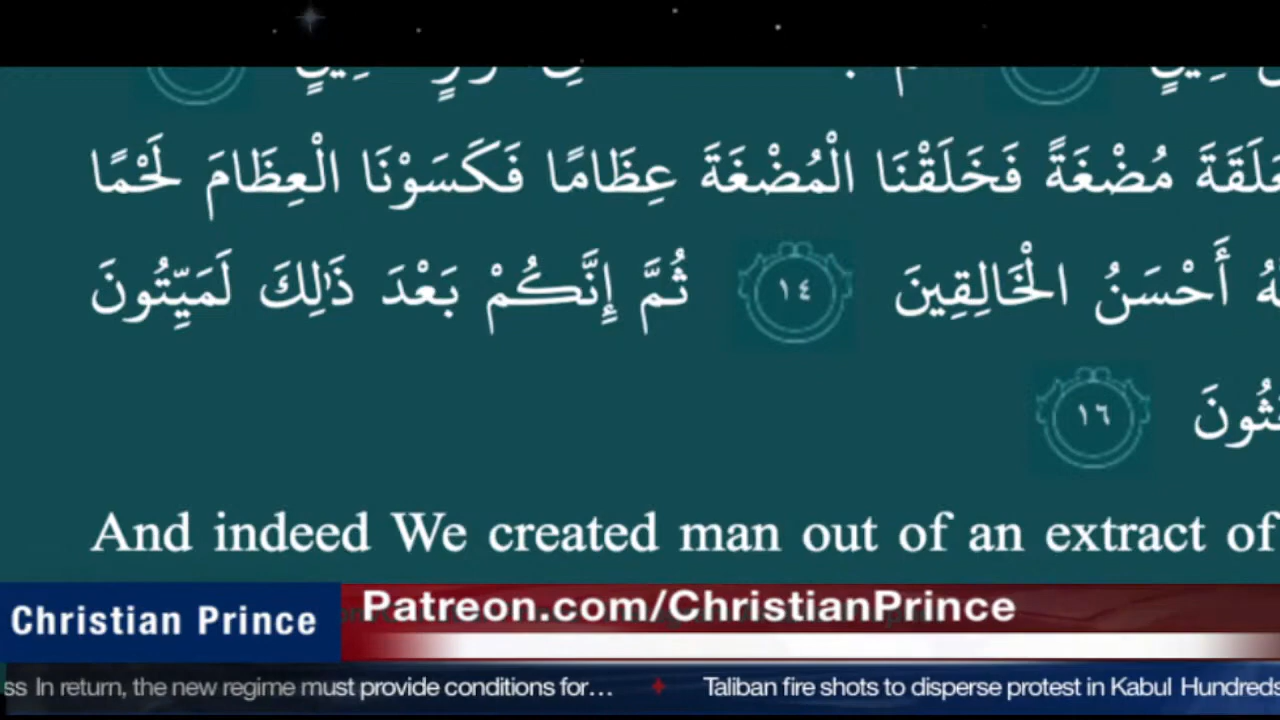 مُضْغَةً فَخَلَقْنَا الْمُضْغَةَ عِظَامًا فَكَسَوْنَا الْعِظَامَ لَحْمًا
أَحْسَنُ الْخَالِقِينَ ١٤ ثُمَّ إِنَّكُمْ بَعْدَ ذَٰلِكَ لَمَيِّتُونَ
١٦
And indeed We created man out of an extract of
Christian Prince
Patreon.com/ChristianPrince
ss In return, the new regime must provide conditions for… Taliban fire shots to disperse protest in Kabul Hundreds